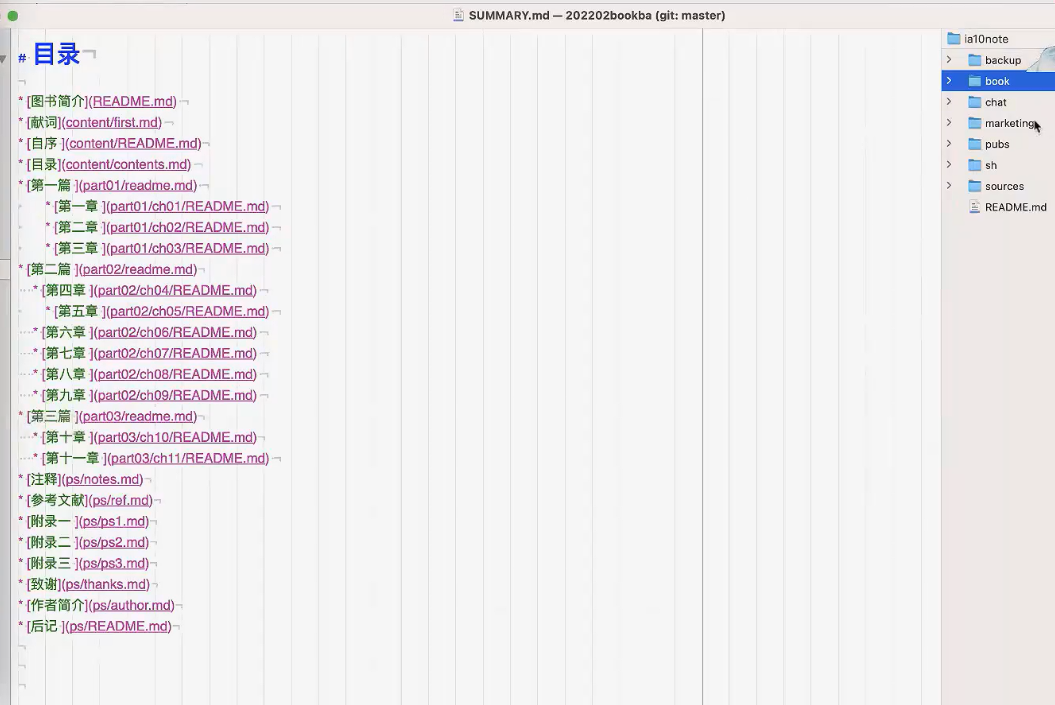 SUMMARY.md — 202202bookba (git: master)
# 目录
* [图书简介](README.md)
* [献词](content/first.md)
* [自序 ](content/README.md)
* [目录](content/contents.md)
* [第一篇 ](part01/readme.md)
* [第一章 ](part01/ch01/README.md)
* [第二章 ](part01/ch02/README.md)
* [第三章 ](part01/ch03/README.md)
* [第二篇 ](part02/readme.md)
* [第四章 ](part02/ch04/README.md)
* [第五章 ](part02/ch05/README.md)
* [第六章 ](part02/ch06/README.md)
* [第七章 ](part02/ch07/README.md)
* [第八章 ](part02/ch08/README.md)
* [第九章 ](part02/ch09/README.md)
* [第三篇 ](part03/readme.md)
* [第十章 ](part03/ch10/README.md)
* [第十一章 ](part03/ch11/README.md)
* [注释](ps/notes.md)
* [参考文献](ps/ref.md)
* [附录一 ](ps/ps1.md)
* [附录二 ](ps/ps2.md)
* [附录三 ](ps/ps3.md)
* [致谢](ps/thanks.md)
* [作者简介](ps/author.md)
* [后记 ](ps/README.md)
ia10note
backup
book
chat
marketing
pubs
sh
sources
README.md